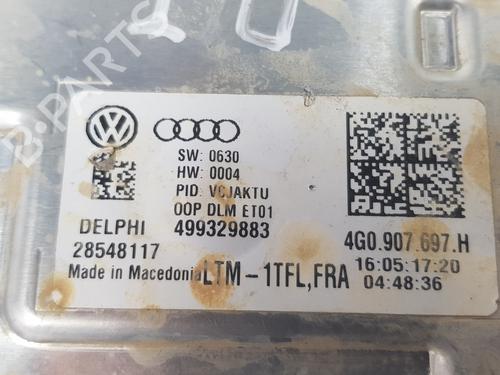 B-Parts
SW: 0630
HW: 0004
PID: VCJAKTU
OOP DLM ET01
DELPHI 499329883
28548117
4G0.907.697.H
Made in Macedonia LTM-1TFL,FRA
16:05:17:20
04:48:36